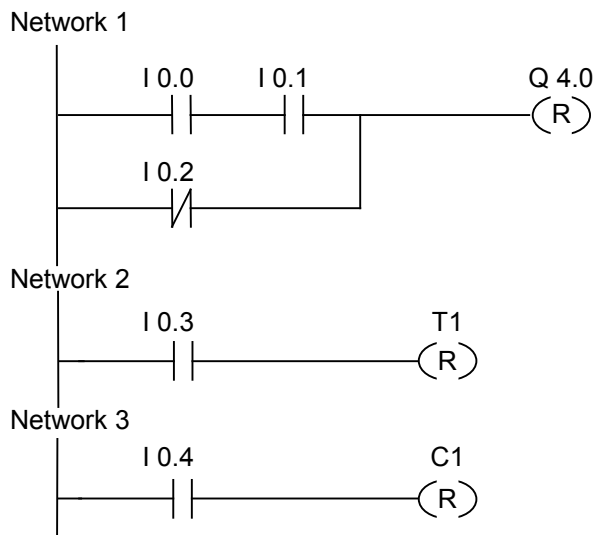 Network 1
I 0.0 I 0.1 Q 4.0
R
I 0.2
Network 2
I 0.3 T1
R
Network 3
I 0.4 C1
R